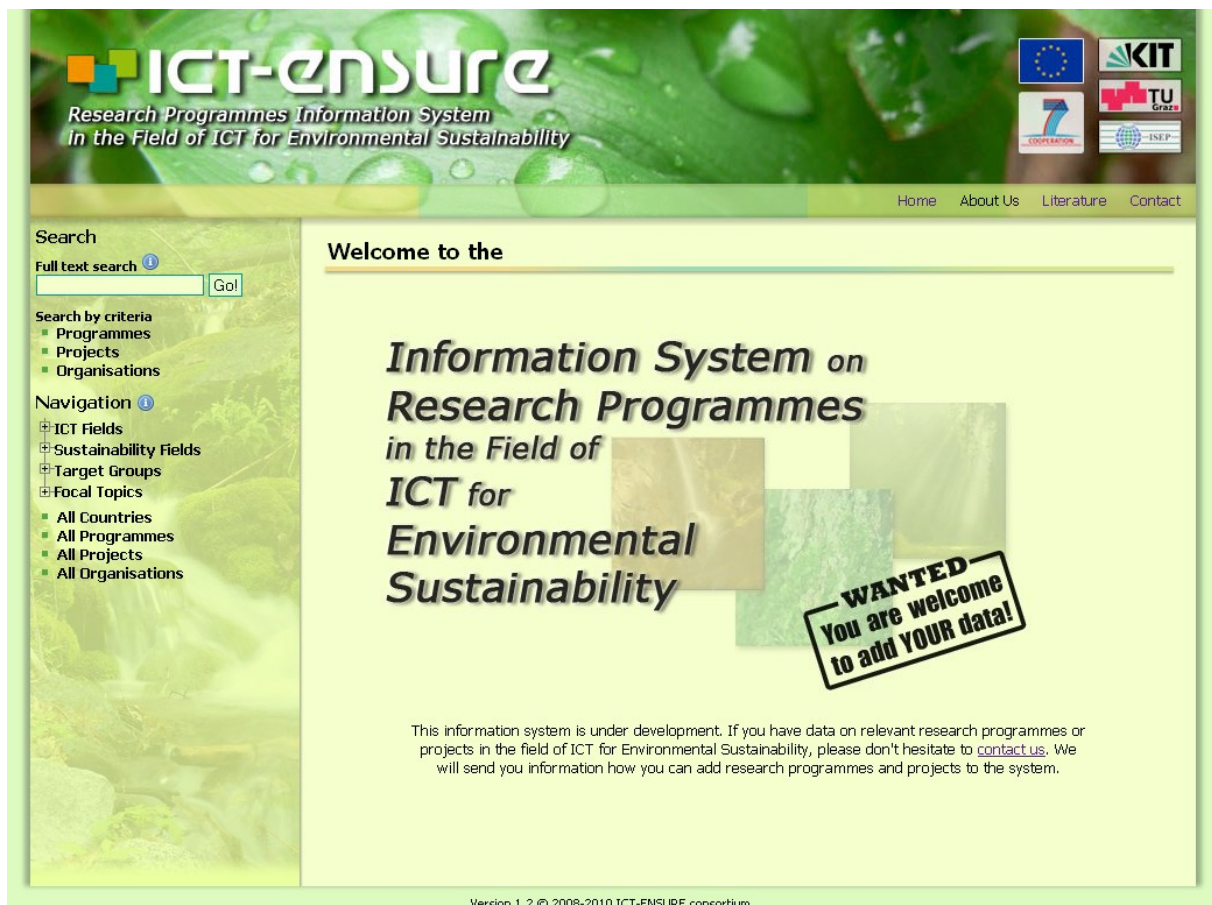 ICT-ensure
Research Programmes Information System
in the Field of ICT for Environmental Sustainability
KIT
7
COOPERATION
TU
Graz
ISEP
Home About Us Literature Contact
Search
Full text search
Go!
Search by criteria
Programmes
Projects
Organisations
Navigation
ICT Fields
Sustainability Fields
Target Groups
Focal Topics
All Countries
All Programmes
All Projects
All Organisations
Welcome to the
Information System on
Research Programmes
in the Field of
ICT for
Environmental
Sustainability
WANTED
You are welcome
to add YOUR data!
This information system is under development. If you have data on relevant research programmes or
projects in the field of ICT for Environmental Sustainability, please don't hesitate to contact us. We
will send you information how you can add research programmes and projects to the system.
Version 1.2 © 2008-2010 ICT-ENSURE consortium